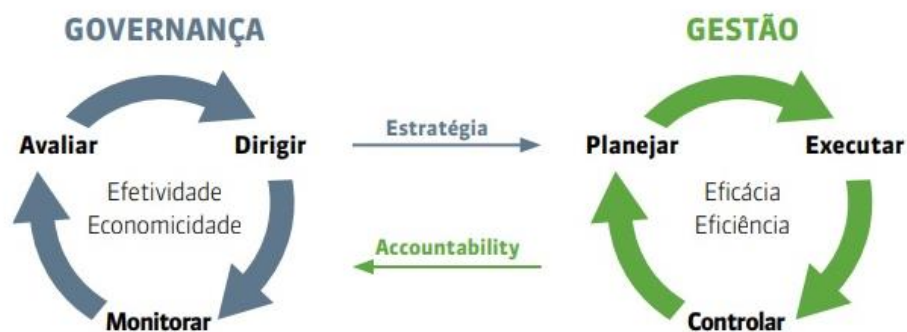 GOVERNANÇA
GESTÃO
Avaliar
Dirigir
Efetividade
Economicidade
Monitorar
Estratégia
Accountability
Planejar
Executar
Eficácia
Eficiência
Controlar